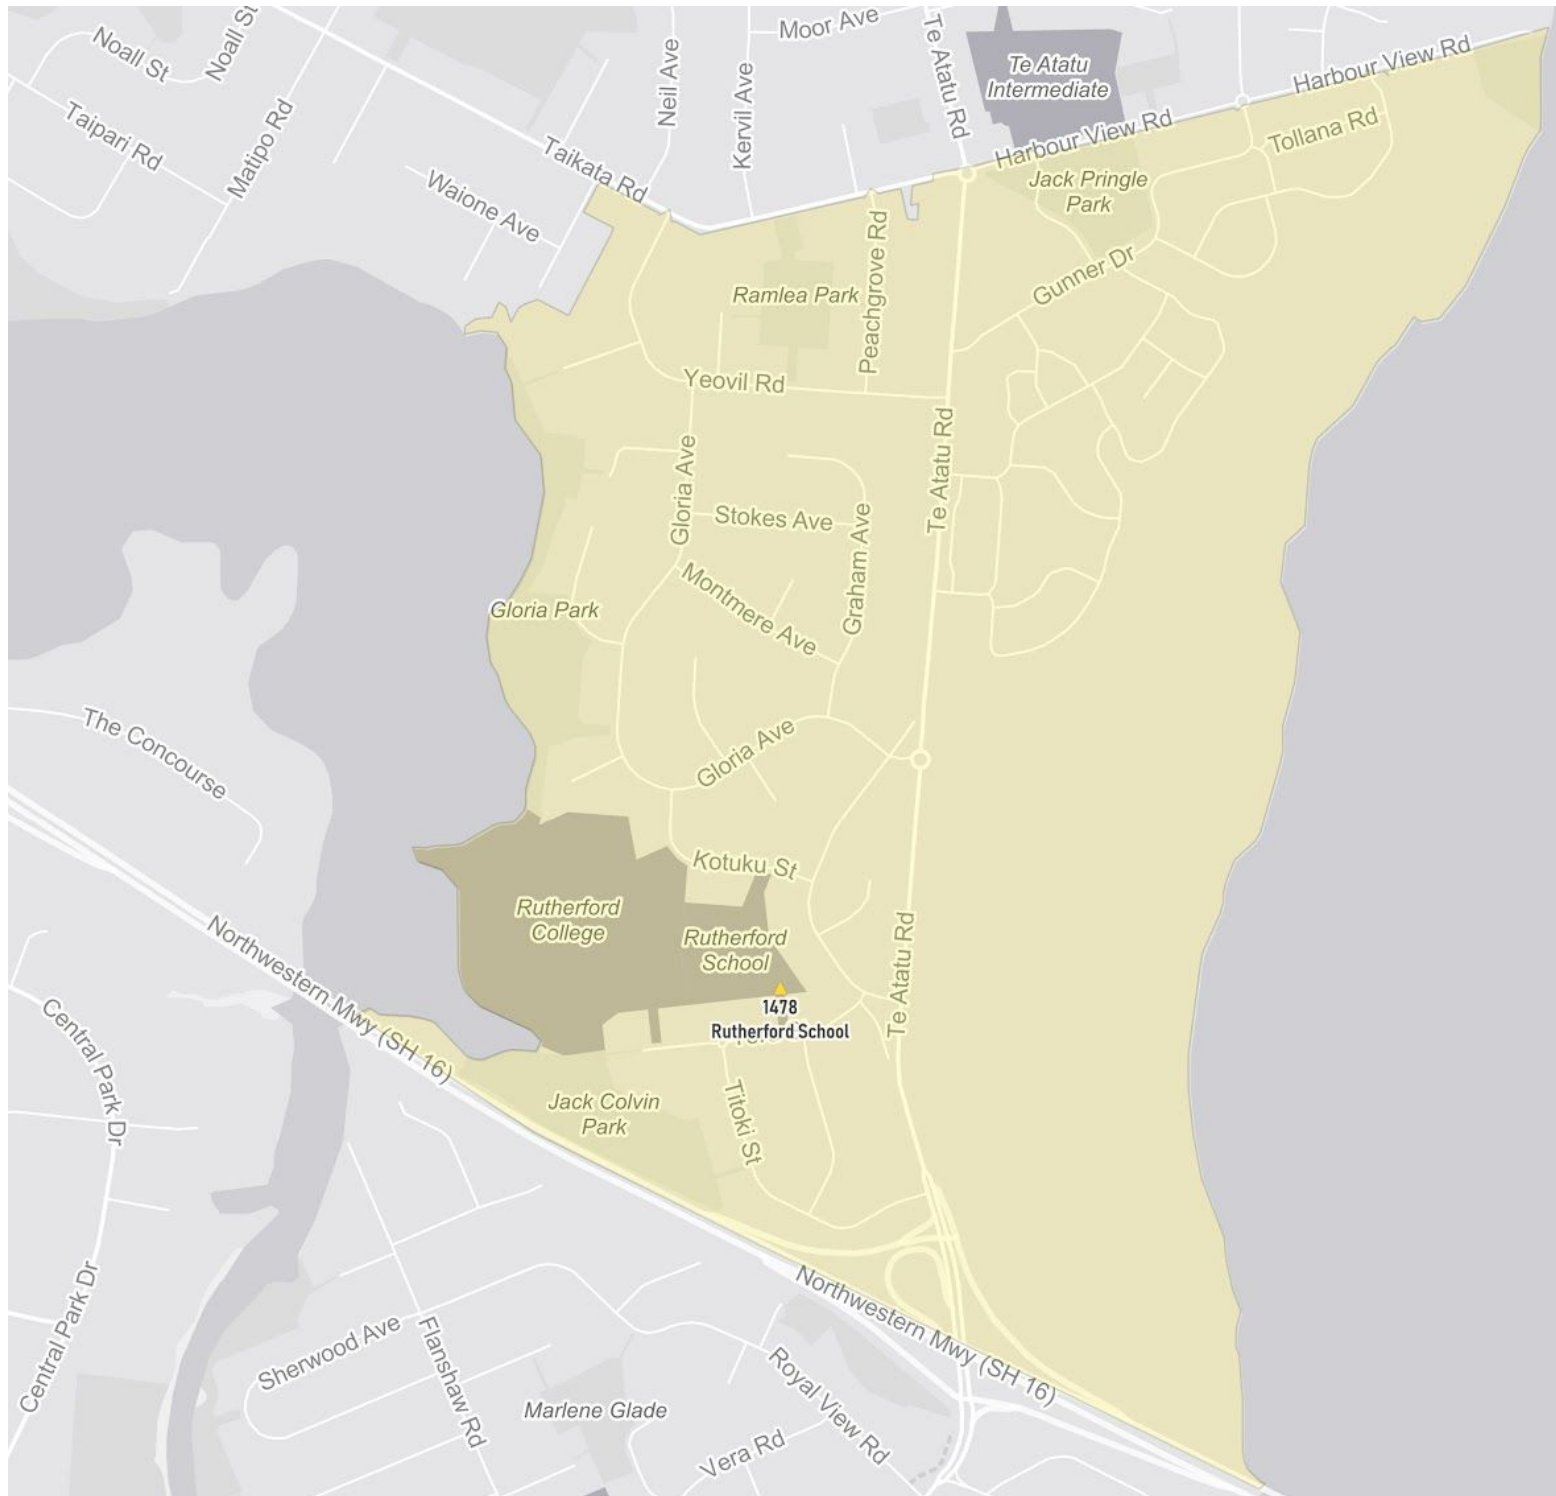 Noall St
Noall St
Moor Ave
Te Atatu Rd
Te Atatu
Intermediate
Harbour View Rd
Harbour View Rd
Taipari Rd
Matipo Rd
Neil Ave
Kervil Ave
Taikata Rd
Tollana Rd
Waione Ave
Jack Pringle
Park
Peachgrove Rd
Ramlea Park
Gunner Dr
Yeovil Rd
Gloria Ave
Te Atatu Rd
Stokes Ave
Graham Ave
Montmere Ave
Gloria Park
The Concourse
Gloria Ave
Kotuku St
Rutherford
College
Rutherford
School
Te Atatu Rd
1478
Rutherford School
Northwestern Mwy (SH 16)
Central Park Dr
Jack Colvin
Park
Titoki St
Central Park Dr
Northwestern Mwy (SH 16)
Sherwood Ave
Flanshaw Rd
Marlene Glade
Royal View Rd
Vera Rd